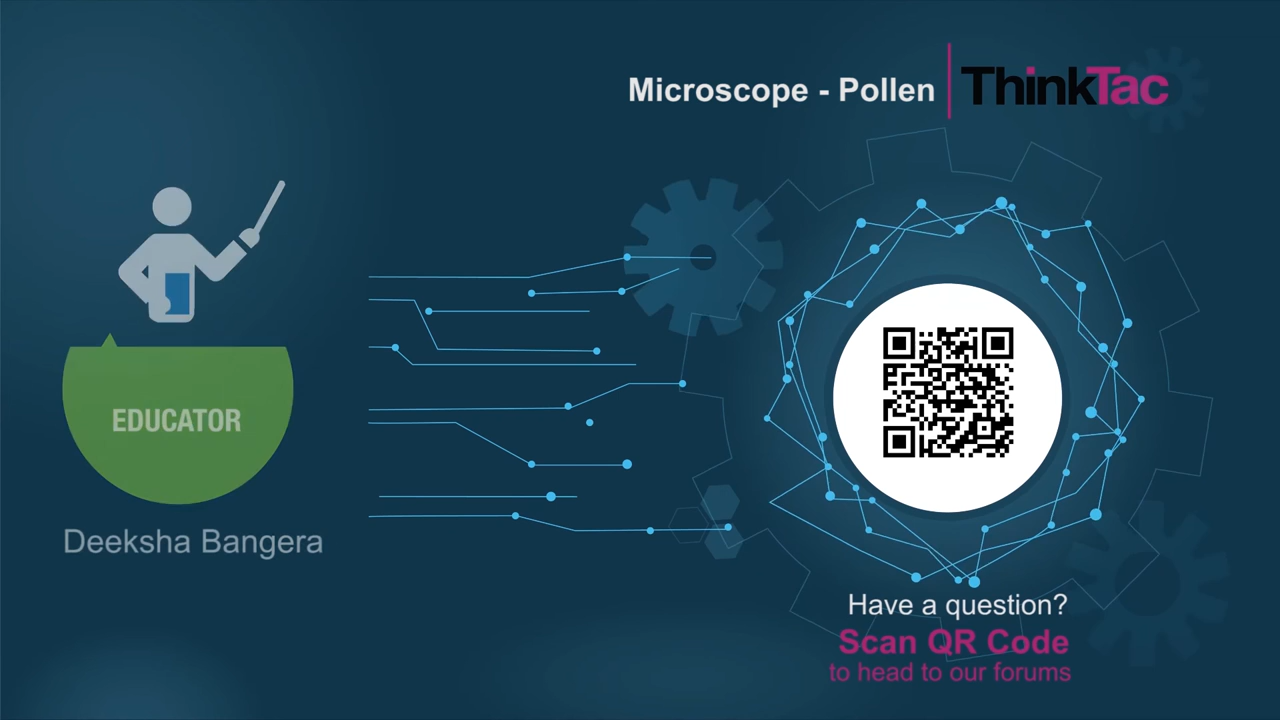 Microscope - Pollen
ThinkTac
EDUCATOR
Deeksha Bangera
Have a question?
Scan QR Code
to head to our forums